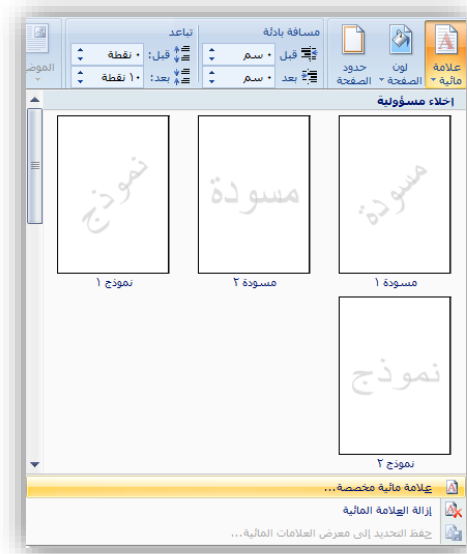 علامة مائية
لون الصفحة
حدود الصفحة
مسافة بادئة
قبل ٠ سم
بعد ٠ سم
تباعد
قبل: ٠ نقطة
بعد: ١٠ نقطة
إخلاء مسؤولية
مسودة
مسودة
نموذج
مسودة ١
مسودة ٢
نموذج ١
نموذج
نموذج ٢
علامة مائية مخصصة...
إزالة العلامة المائية
حفظ التحديد إلى معرض العلامات المائية...